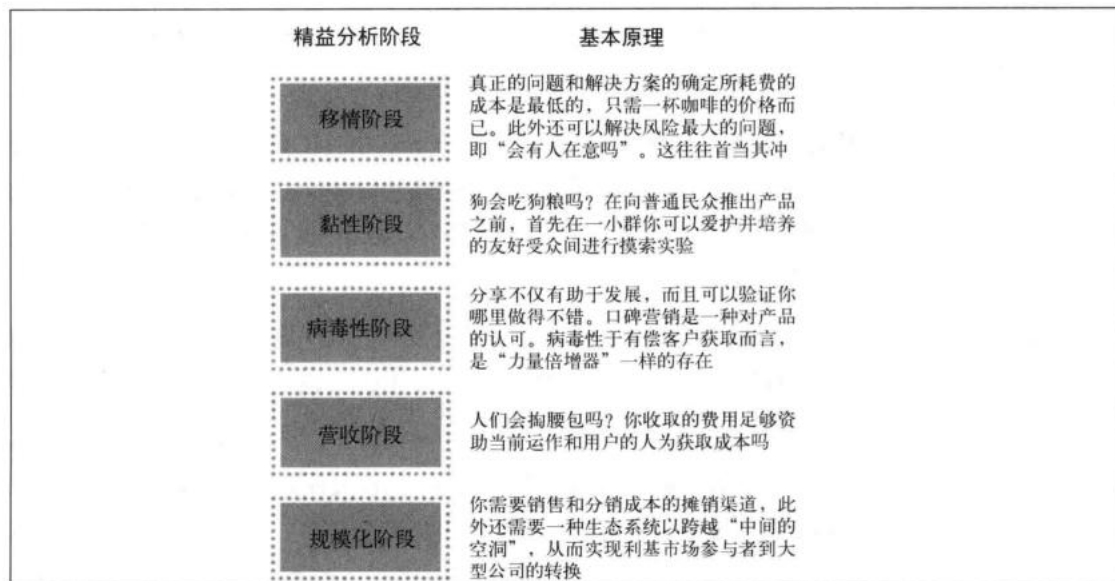 精益分析阶段 基本原理
移情阶段
真正的问题和解决方案的确定所耗费的
成本是最低的，只需一杯咖啡的价格而
已。此外还可以解决风险最大的问题，
即“会有人在意吗”。这往往首当其冲
黏性阶段
狗会吃狗粮吗？在向普通民众推出产品
之前，首先在一小群你可以爱护并培养
的友好受众间进行摸索实验
病毒性阶段
分享不仅有助于发展，而且可以验证你
哪里做得不错。口碑营销是一种对产品
的认可。病毒性于有偿客户获取而言，
是“力量倍增器”一样的存在
营收阶段
人们会掏腰包吗？你收取的费用足够资
助当前运作和用户的人为获取成本吗
规模化阶段
你需要销售和分销成本的摊销渠道，此
外还需要一种生态系统以跨越“中间的
空洞”，从而实现利基市场参与者到大
型公司的转换